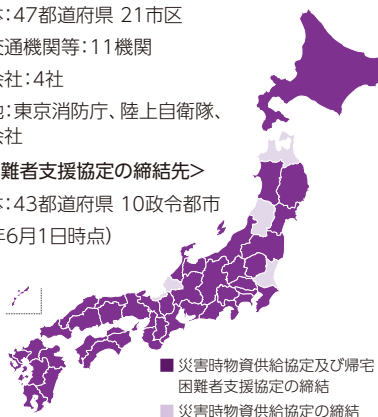 :47都道府県 21市区
通機関等:11機関
会社:4社
:東京消防庁、陸上自衛隊、
会社
難者支援協定の締結先>
:43都道府県 10政令都市
年6月1日時点)
■ 災害時物資供給協定及び帰宅
困難者支援協定の締結
■ 災害時物資供給協定の締結